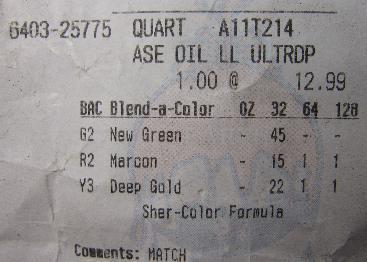 6403-25775 QUART A11T214
ASE OIL LL ULTRDP
1.00 @ 12.99
BAC Blend-a-Color OZ 32 64 128
G2 New Green - 45 - -
R2 Maroon - 15 1 1
Y3 Deep Gold - 22 1 1
Sher-Color Formula
Comments: MATCH